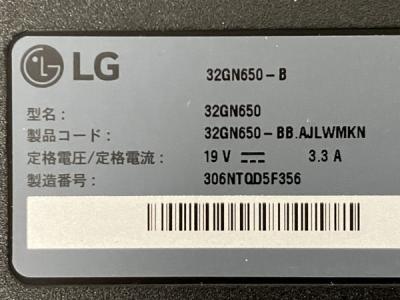 LG 32GN650-B
型名: 32GN650
製品コード: 32GN650-BB.AJLWMKN
定格電圧/定格電流: 19 V ⎓ 3.3 A
製造番号: 306NTQD5F356